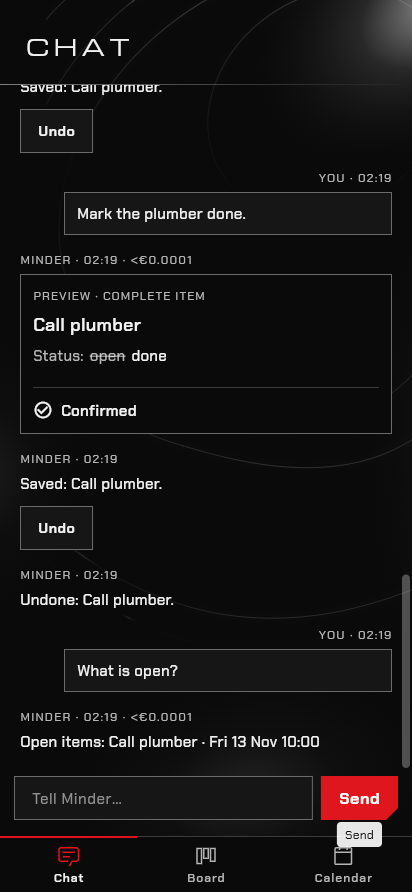 CHAT
Saved: Call plumber.
Undo
YOU · 02:19
Mark the plumber done.
MINDER · 02:19 · <€0.0001
PREVIEW · COMPLETE ITEM
Call plumber
Status: open done
Confirmed
MINDER · 02:19
Saved: Call plumber.
Undo
MINDER · 02:19
Undone: Call plumber.
YOU · 02:19
What is open?
MINDER · 02:19 · <€0.0001
Open items: Call plumber · Fri 13 Nov 10:00
Tell Minder...
Send
Send
Chat
Board
Calendar